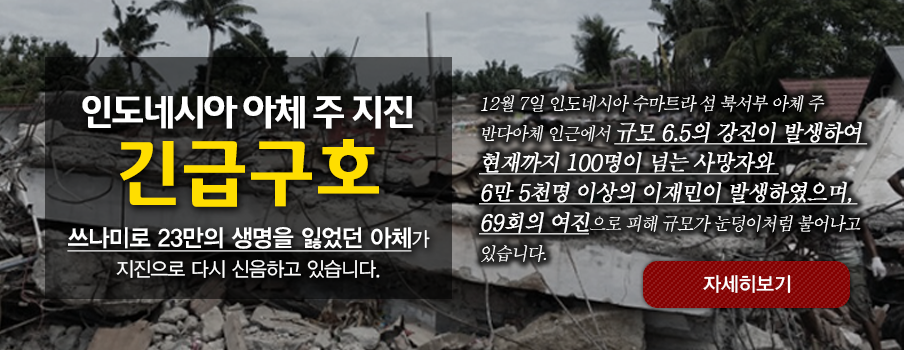 인도네시아 아체 주 지진
긴급구호
쓰나미로 23만의 생명을 잃었던 아체가
지진으로 다시 신음하고 있습니다.
12월 7일 인도네시아 수마트라 섬 북서부 아체 주
반다아체 인근에서 규모 6.5의 강진이 발생하여
현재까지 100명이 넘는 사망자와
6만 5천명 이상의 이재민이 발생하였으며,
69회의 여진으로 피해 규모가 눈덩이처럼 불어나고
있습니다.
자세히보기